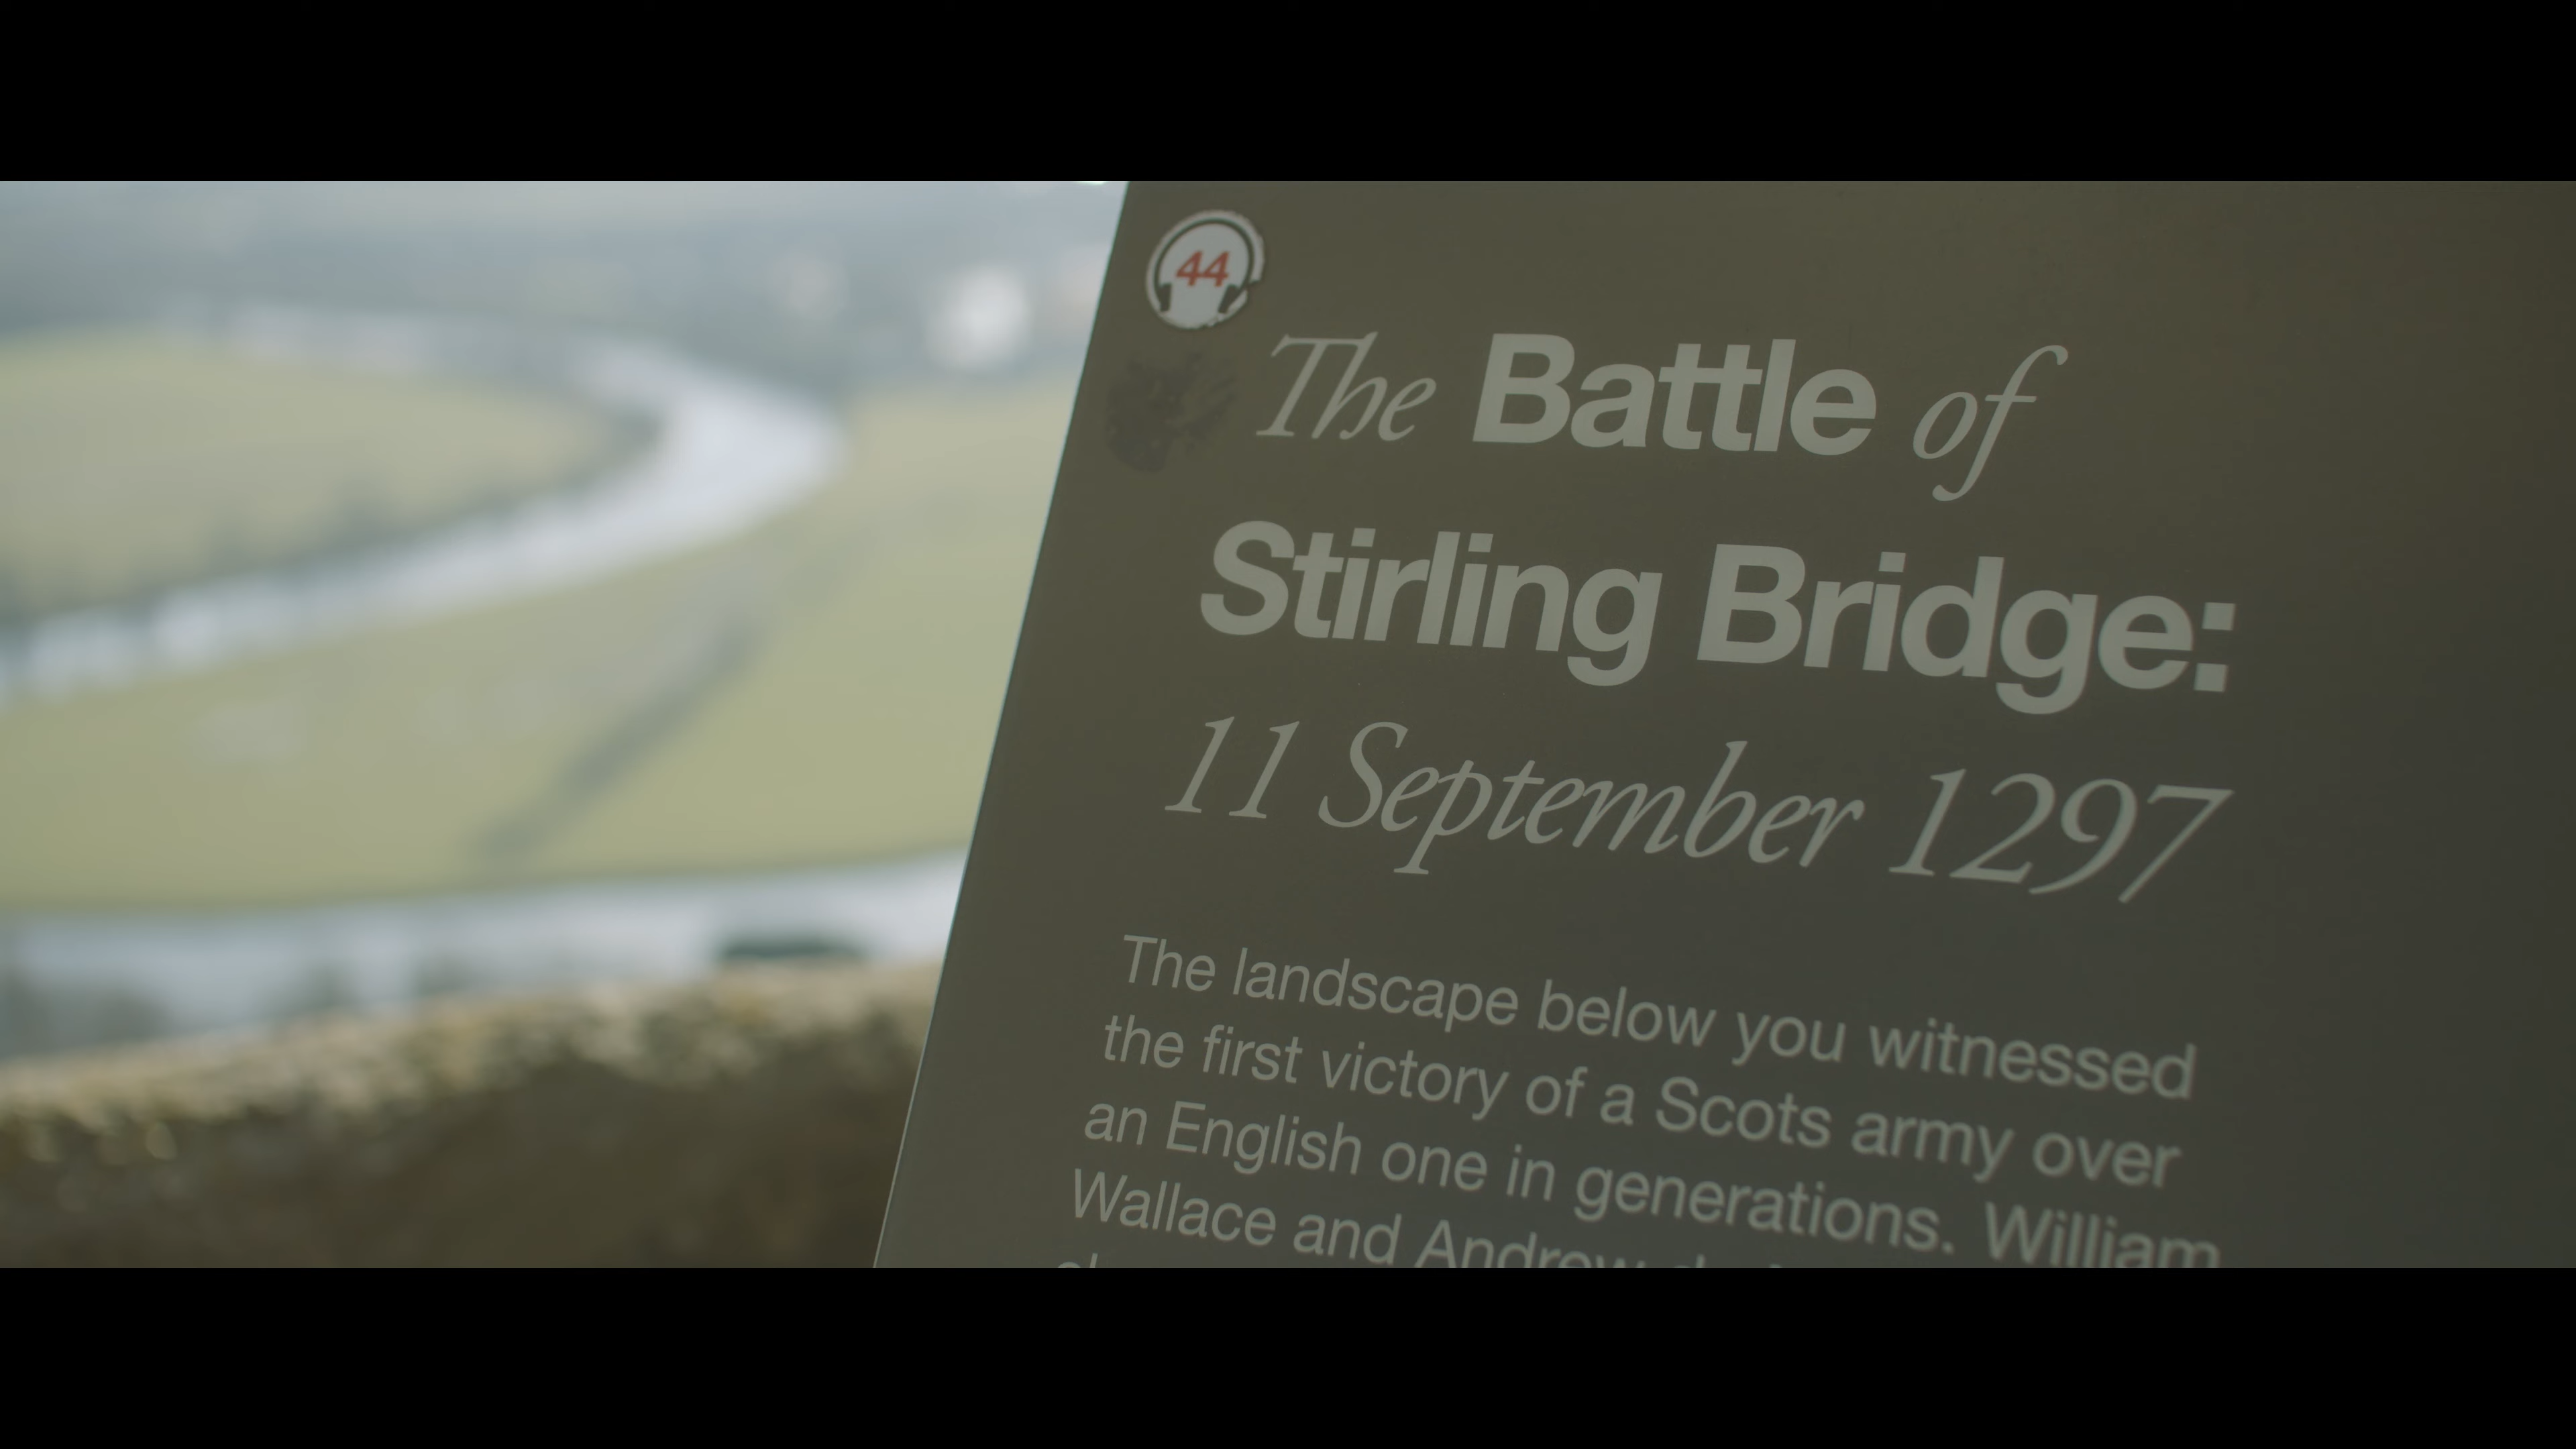 44
The Battle of
Stirling Bridge:
11 September 1297
The landscape below you witnessed
the first victory of a Scots army over
an English one in generations. William
Wallace and Andrew